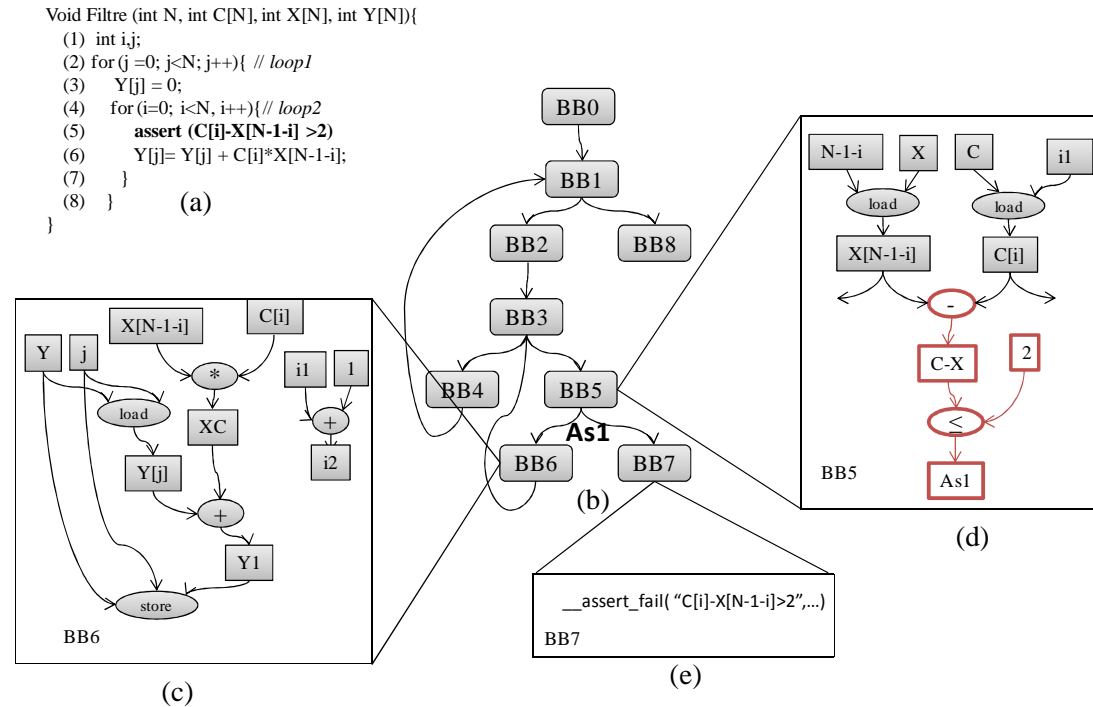 Void Filtre (int N, int C[N], int X[N], int Y[N]){
(1) int i,j;
(2) for (j =0; j<N; j++){ // loop1
(3) Y[j] = 0;
(4) for (i=0; i<N, i++){// loop2
(5) assert (C[i]-X[N-1-i] >2)
(6) Y[j]= Y[j] + C[i]*X[N-1-i];
(7) }
(8) }
}
(a)
BB0
BB1
BB2
BB8
BB3
BB4
BB5
As1
BB6
BB7
(b)
X[N-1-i]
C[i]
Y
j
i1
1
*
load
XC
+
i2
Y[j]
+
Y1
store
BB6
(c)
N-1-i
X
C
i1
load
load
X[N-1-i]
C[i]
-
C-X
2
≤
As1
BB5
(d)
__assert_fail( “C[i]-X[N-1-i]>2”,...)
BB7
(e)